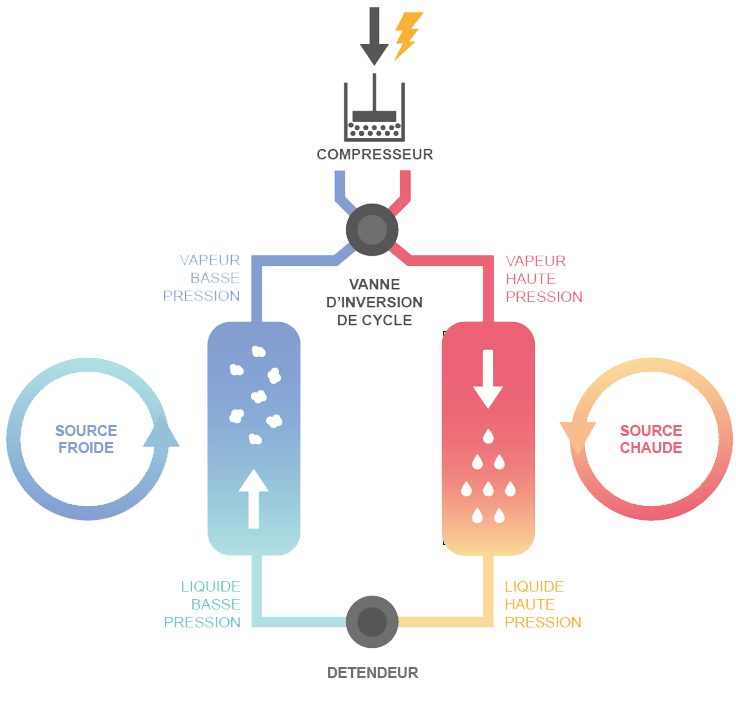 COMPRESSEUR
VAPEUR
BASSE
PRESSION
VAPEUR
HAUTE
PRESSION
VANNE
D'INVERSION
DE CYCLE
SOURCE
FROIDE
SOURCE
CHAUDE
LIQUIDE
BASSE
PRESSION
LIQUIDE
HAUTE
PRESSION
DETENDEUR